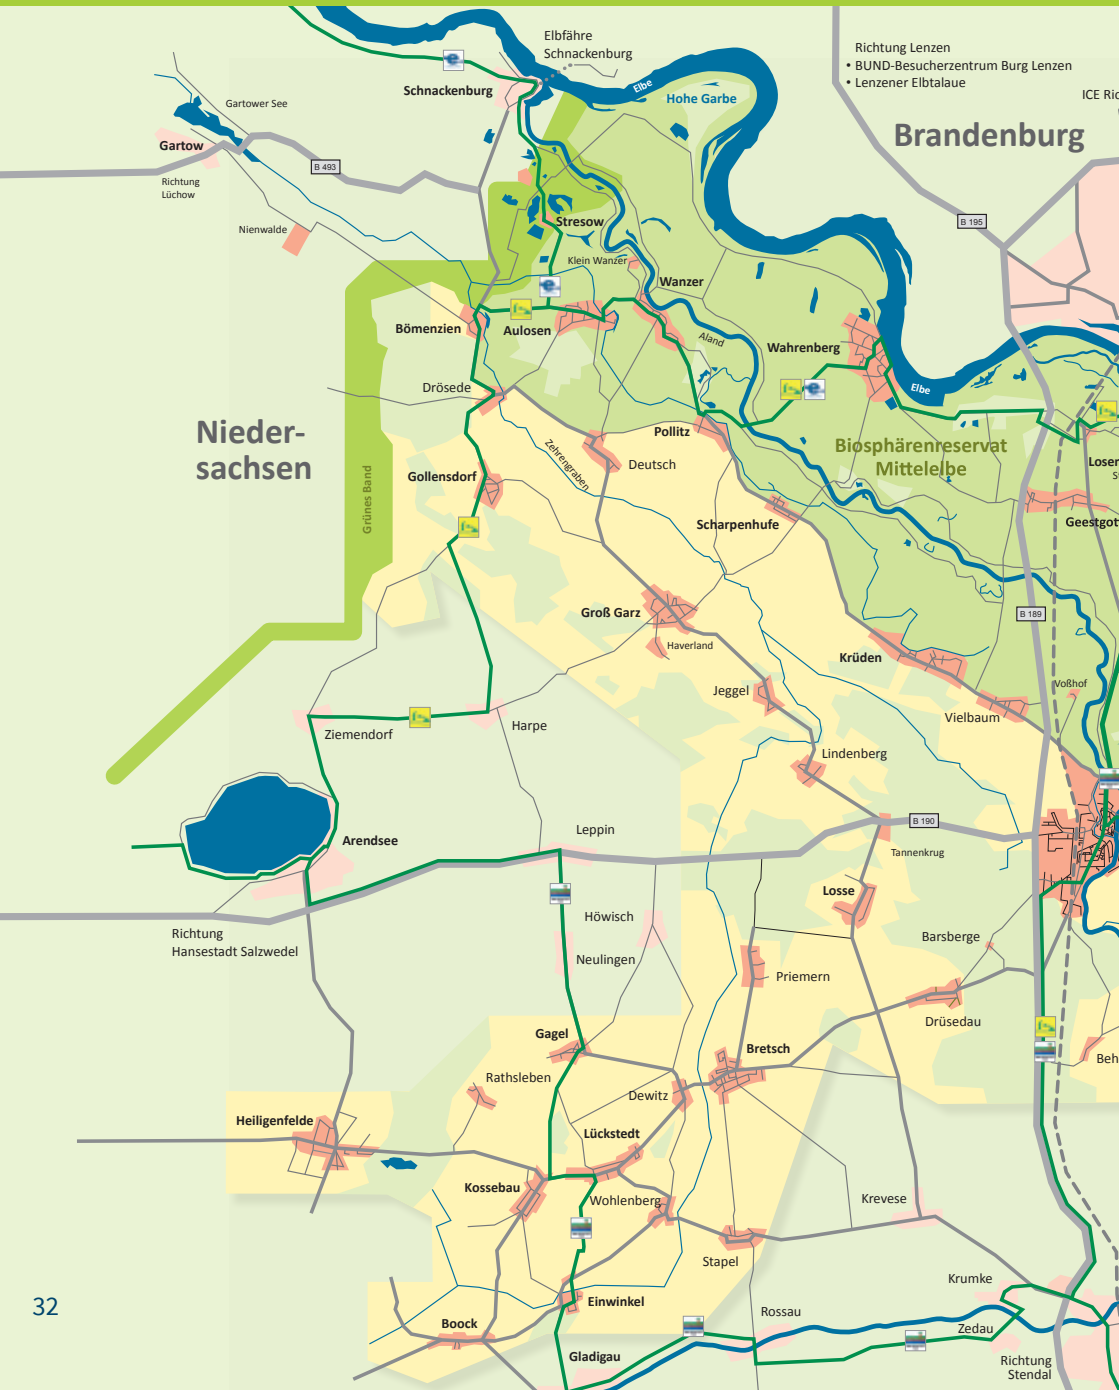 Elbfähre
Schnackenburg
Richtung Lenzen
• BUND-Besucherzentrum Burg Lenzen
• Lenzener Elbtalaue
ICE Ric
Schnackenburg
Elbe
Hohe Garbe
Gartower See
Brandenburg
Gartow
B 493
Richtung
Lüchow
B 195
Nienwalde
Stresow
Klein Wanzer
Wanzer
Bömenzien
Aulosen
Aland
Wahrenberg
Drösede
Elbe
Nieder-
sachsen
Pollitz
Biosphärenreservat
Mittelelbe
Zehrengraben
Deutsch
Loser
S
Gollensdorf
Grünes Band
Scharpenhufe
Geestgot
Groß Garz
B 189
Haverland
Krüden
Jeggel
Voßhof
Vielbaum
Harpe
Ziemendorf
Lindenberg
B 190
Leppin
Arendsee
Tannenkrug
Losse
Höwisch
Richtung
Hansestadt Salzwedel
Barsberge
Neulingen
Priemern
Drüsedau
Gagel
Bretsch
Beh
Rathsleben
Dewitz
Heiligenfelde
Lückstedt
Kossebau
Wohlenberg
Krevese
Stapel
Krumke
32
Einwinkel
Rossau
Boock
Zedau
Gladigau
Richtung
Stendal